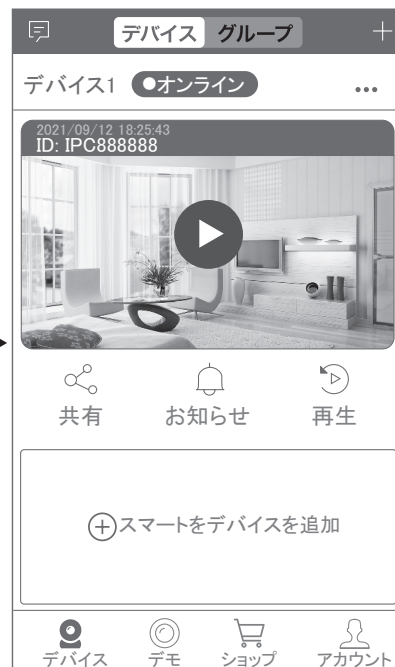 デバイス グループ
デバイス1 オンライン
2021/09/12 18:25:43
ID: IPC888888
共有 お知らせ 再生
スマートをデバイスを追加
デバイス デモ ショップ アカウント